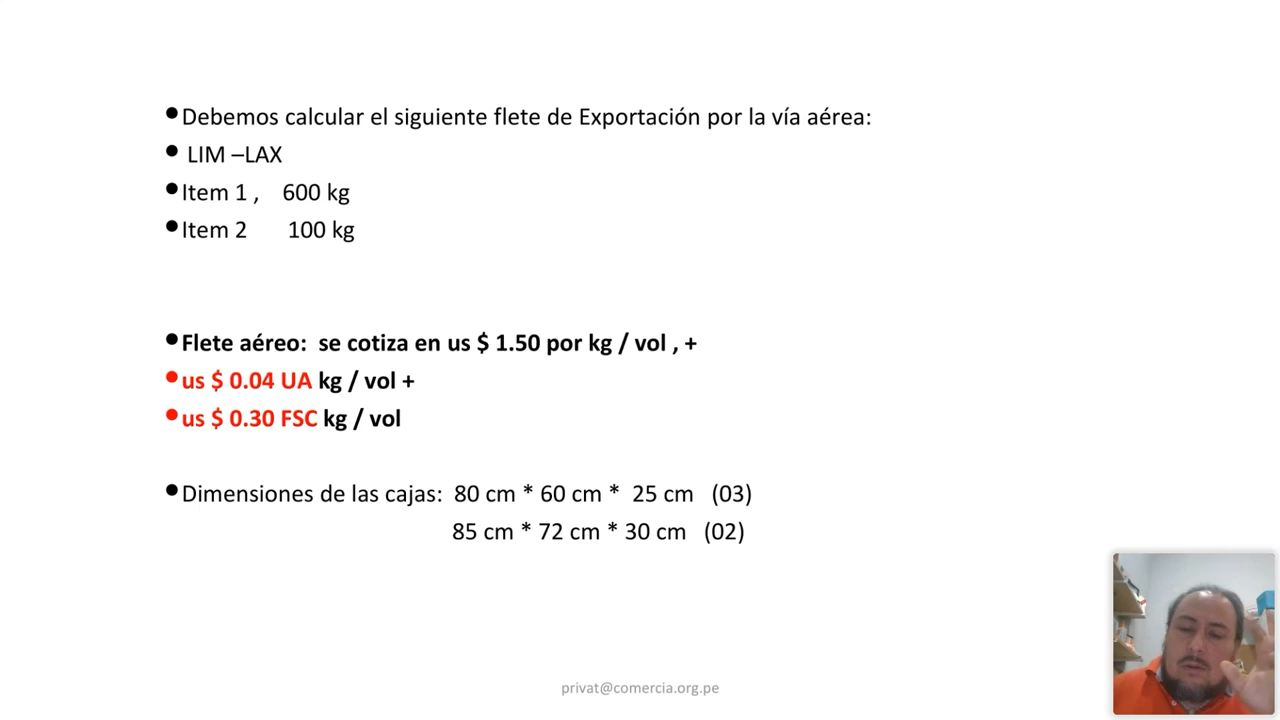 •Debemos calcular el siguiente flete de Exportación por la vía aérea:
• LIM –LAX
•Item 1 , 600 kg
•Item 2 100 kg
•Flete aéreo: se cotiza en us $ 1.50 por kg / vol , +
•us $ 0.04 UA kg / vol +
•us $ 0.30 FSC kg / vol
•Dimensiones de las cajas: 80 cm * 60 cm * 25 cm (03)
85 cm * 72 cm * 30 cm (02)
privat@comercia.org.pe